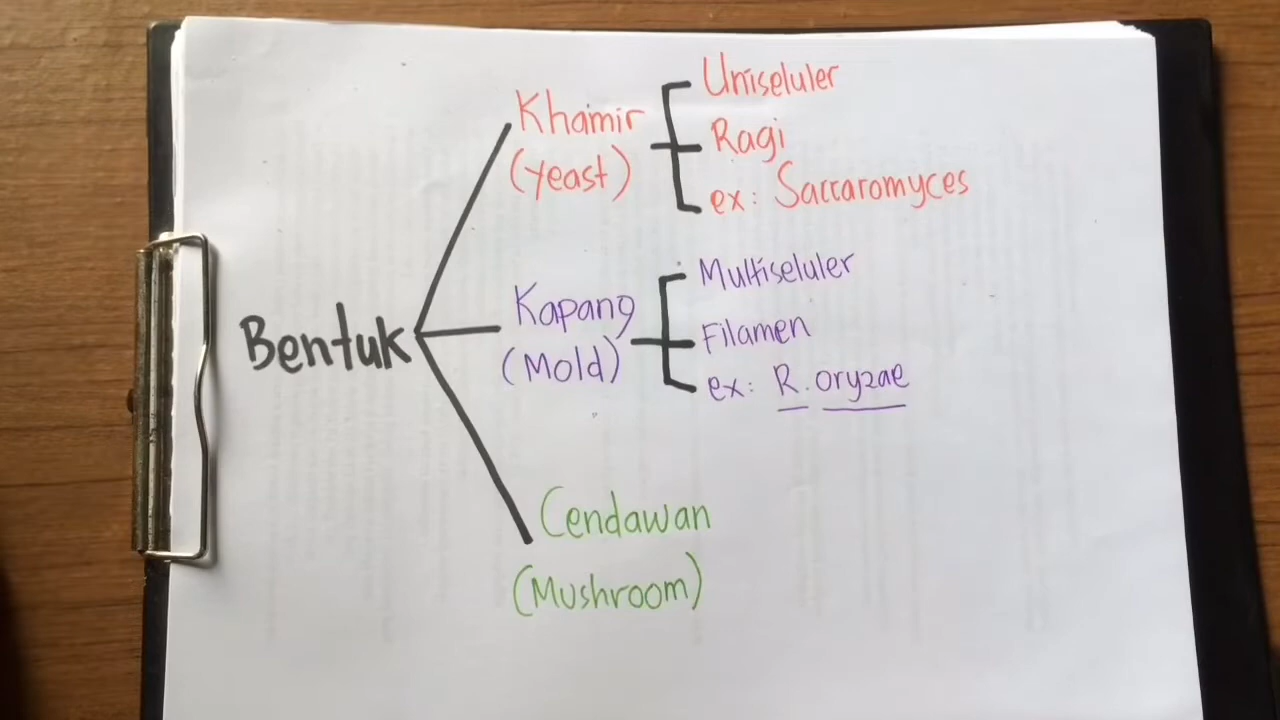 Bentuk
Khamir
(yeast)
Uniseluler
Ragi
ex: Saccaromyces
Kapang
(Mold)
Multiseluler
Filamen
ex: R. oryzae
Cendawan
(Mushroom)